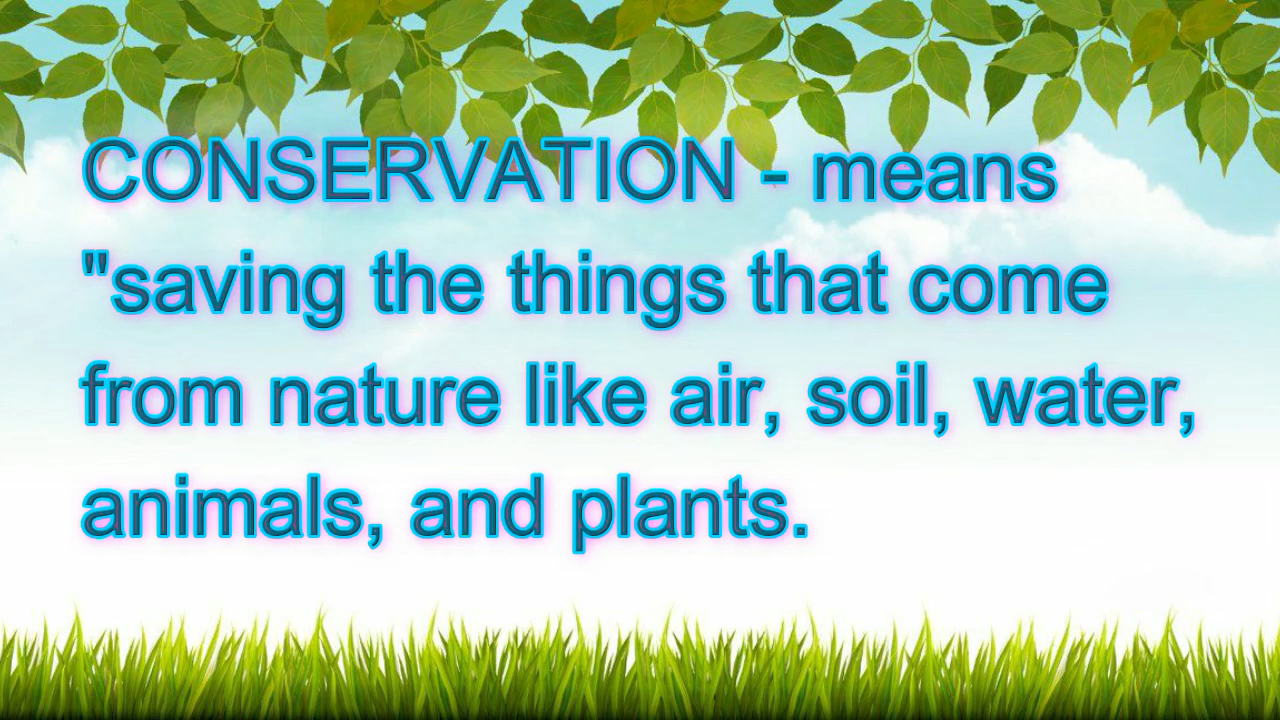 CONSERVATION - means
"saving the things that come
from nature like air, soil, water,
animals, and plants.